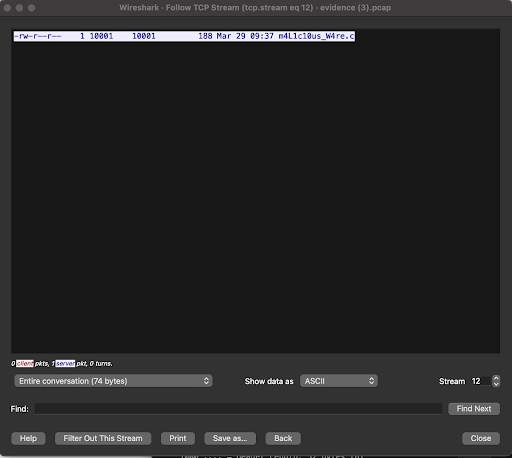 Wireshark · Follow TCP Stream (tcp.stream eq 12) · evidence (3).pcap
-rw-r--r-- 1 10001 10001 188 Mar 29 09:37 m4L1c10us_W4re.c
0 client pkts, 1 server pkt, 0 turns.
Entire conversation (74 bytes) Show data as ASCII Stream 12
Find: Find Next
Help Filter Out This Stream Print Save as... Back Close